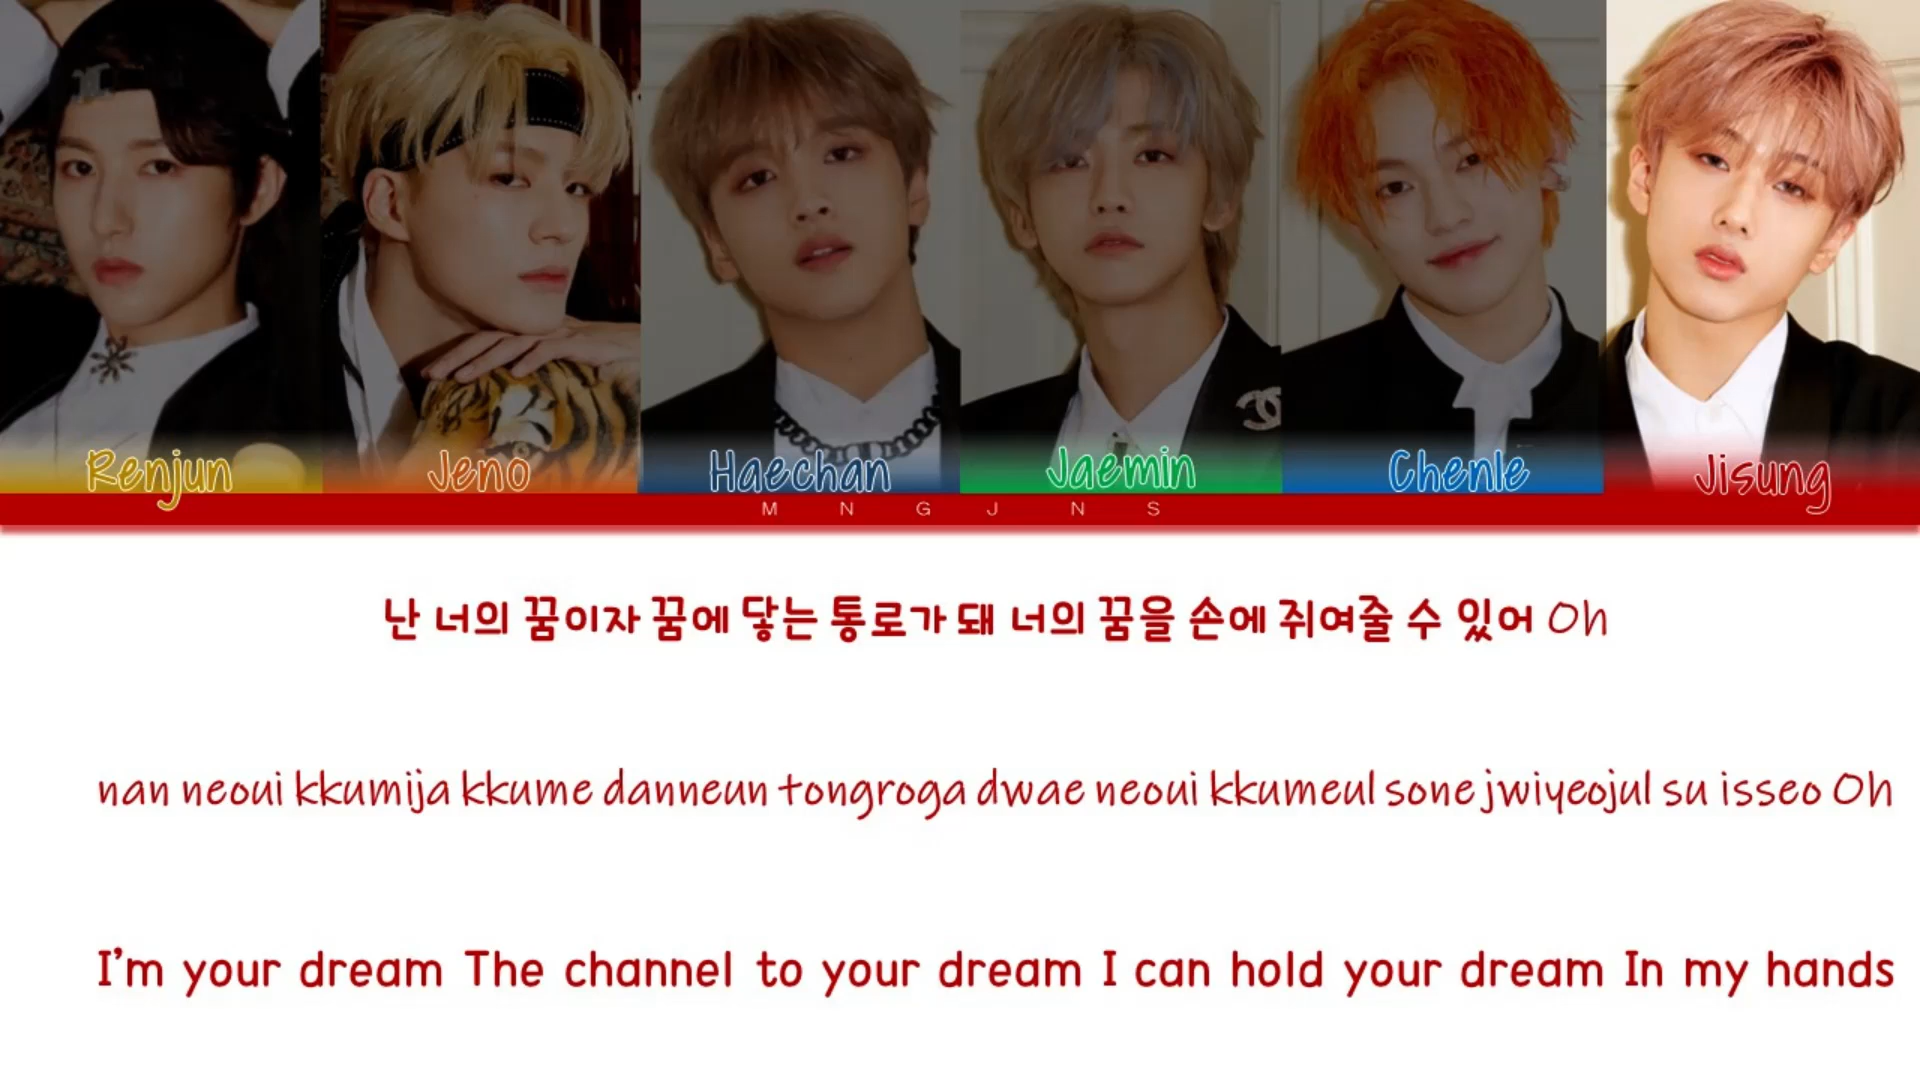 Renjun Jeno Haechan Jaemin Chenle Jisung
M N G J N S
난 너의 꿈이자 꿈에 닿는 통로가 돼 너의 꿈을 손에 쥐여줄 수 있어 Oh
nan neoui kkumija kkume danneun tongroga dwae neoui kkumeul sone jwiyeojul su isseo Oh
I'm your dream The channel to your dream I can hold your dream In my hands